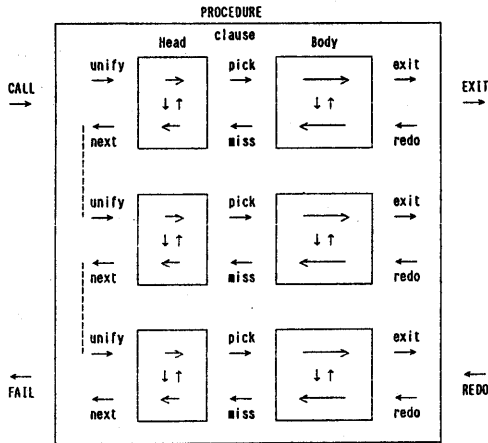 PROCEDURE
clause
Head Body
unify pick exit
CALL EXIT
next miss redo
unify pick exit
next miss redo
unify pick exit
FAIL REDO
next miss redo